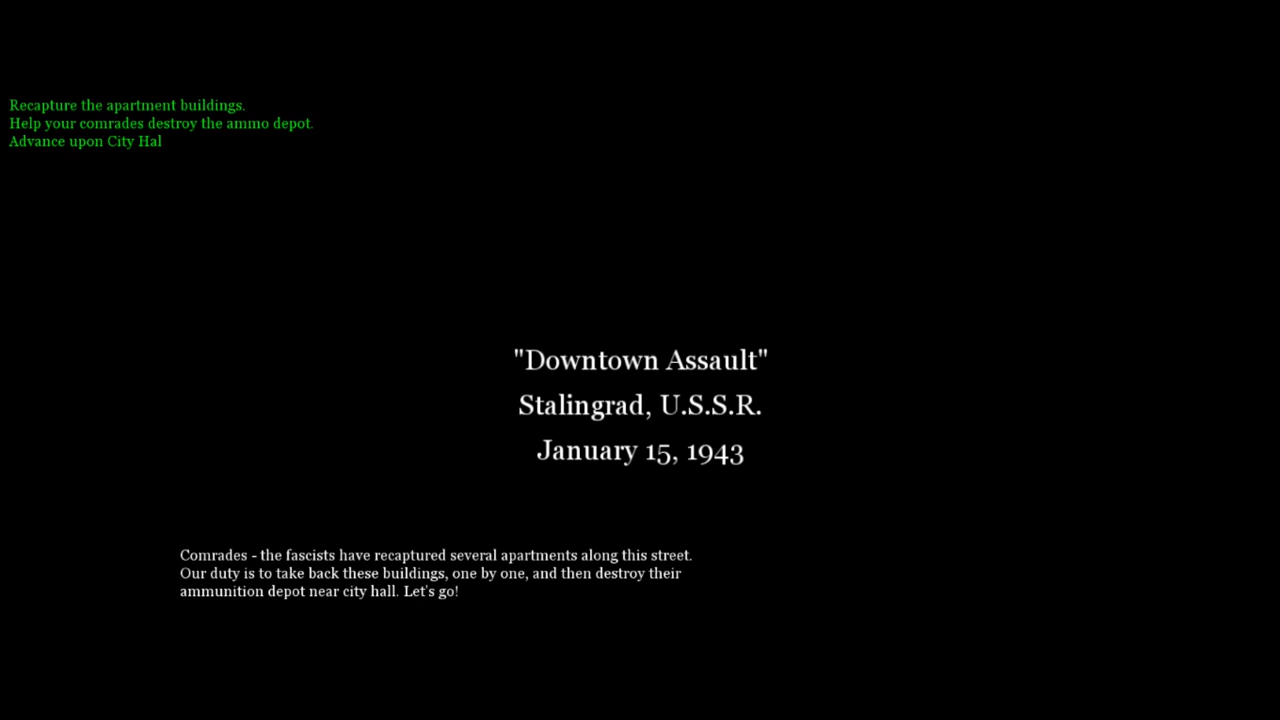 Recapture the apartment buildings.
Help your comrades destroy the ammo depot.
Advance upon City Hal
"Downtown Assault"
Stalingrad, U.S.S.R.
January 15, 1943
Comrades - the fascists have recaptured several apartments along this street.
Our duty is to take back these buildings, one by one, and then destroy their
ammunition depot near city hall. Let's go!